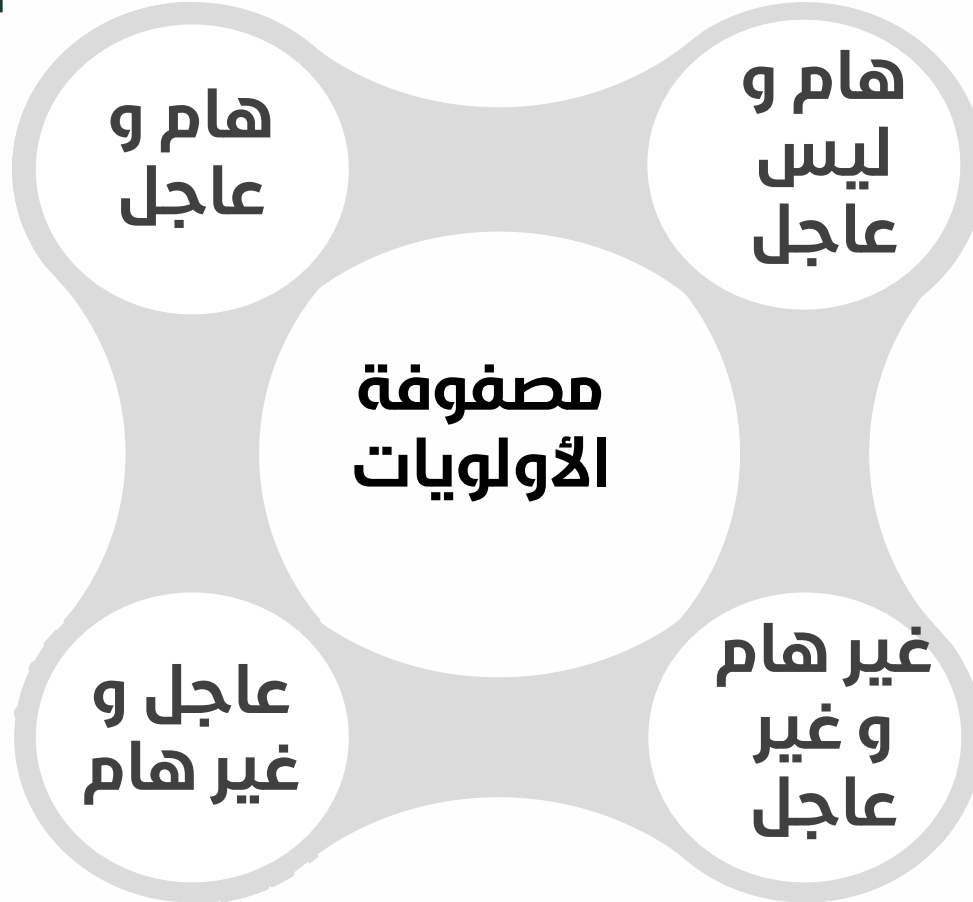 هام و
ليس
عاجل
هام و
عاجل
مصفوفة
الأولويات
غير هام
و غير
عاجل
عاجل و
غير هام